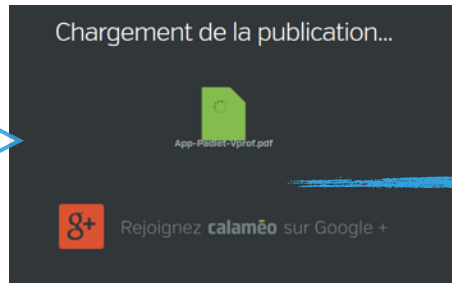 Chargement de la publication...
App-Padlet-Vprof.pdf
g+ Rejoignez calaméo sur Google +